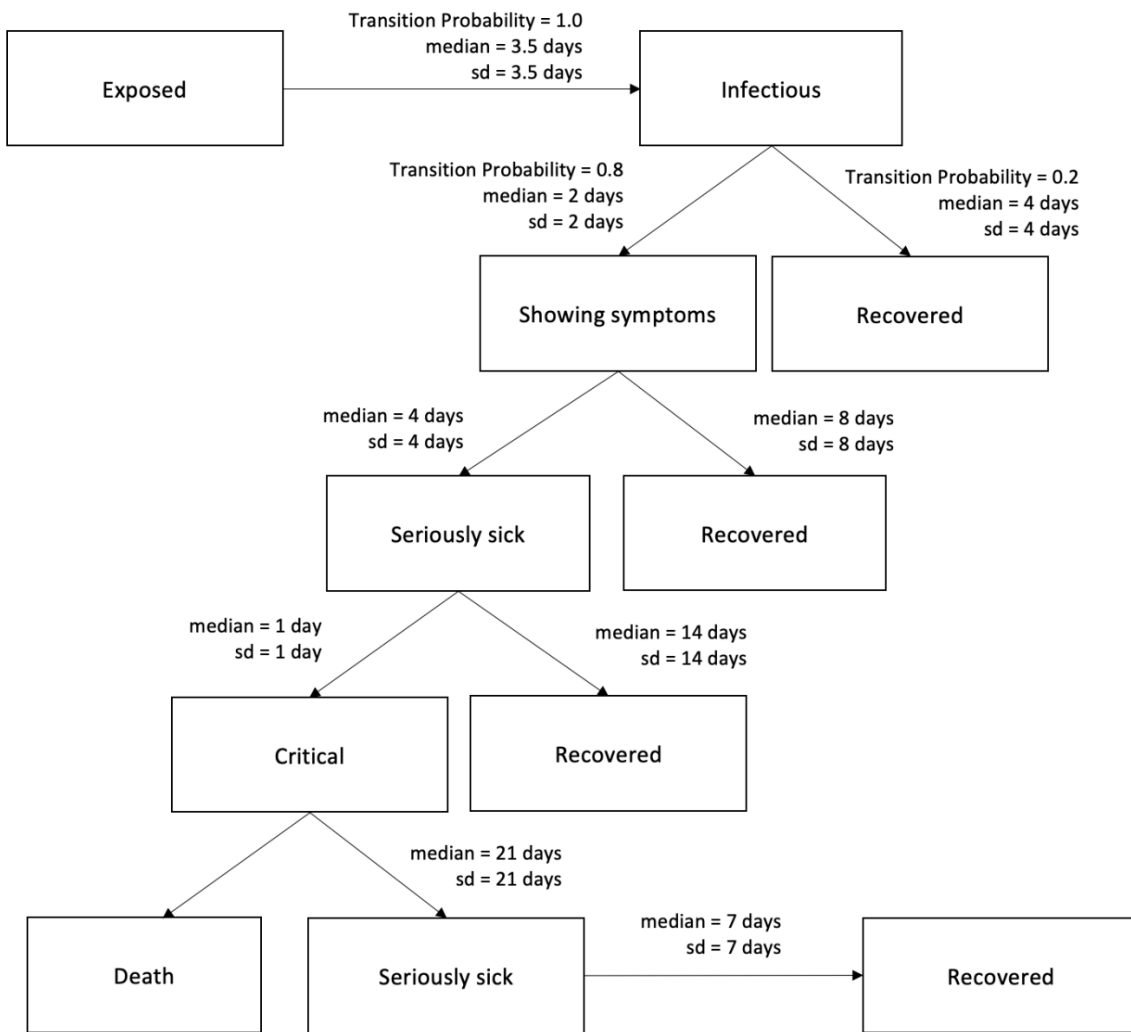 Transition Probability = 1.0
median = 3.5 days
sd = 3.5 days
Exposed
Infectious
Transition Probability = 0.8
median = 2 days
sd = 2 days
Transition Probability = 0.2
median = 4 days
sd = 4 days
Showing symptoms
Recovered
median = 4 days
sd = 4 days
median = 8 days
sd = 8 days
Seriously sick
Recovered
median = 1 day
sd = 1 day
median = 14 days
sd = 14 days
Critical
Recovered
median = 21 days
sd = 21 days
Death
Seriously sick
median = 7 days
sd = 7 days
Recovered